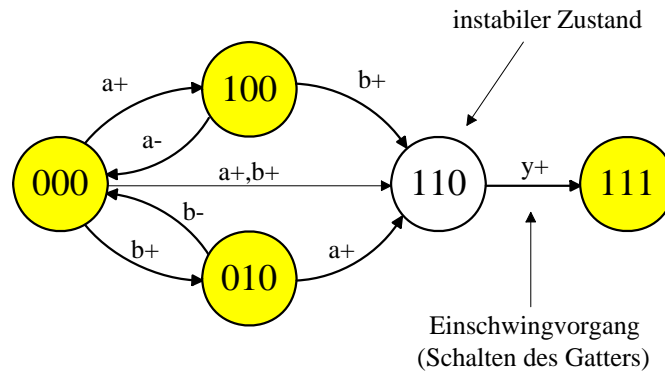 instabiler Zustand
a+
100
b+
a-
000
a+,b+
110
y+
111
b-
b+
010
a+
Einschwingvorgang
(Schalten des Gatters)